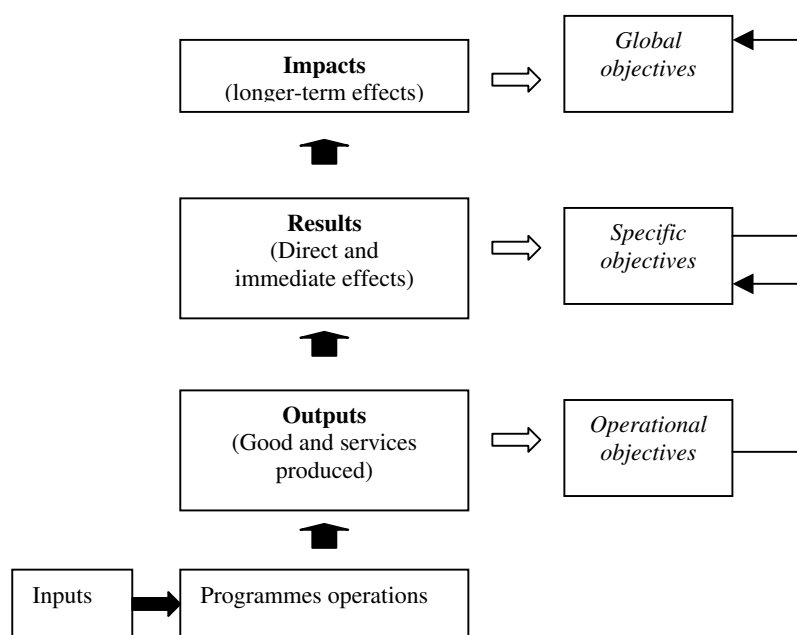 Impacts
(longer-term effects)
Global
objectives
Results
(Direct and
immediate effects)
Specific
objectives
Outputs
(Good and services
produced)
Operational
objectives
Inputs
Programmes operations